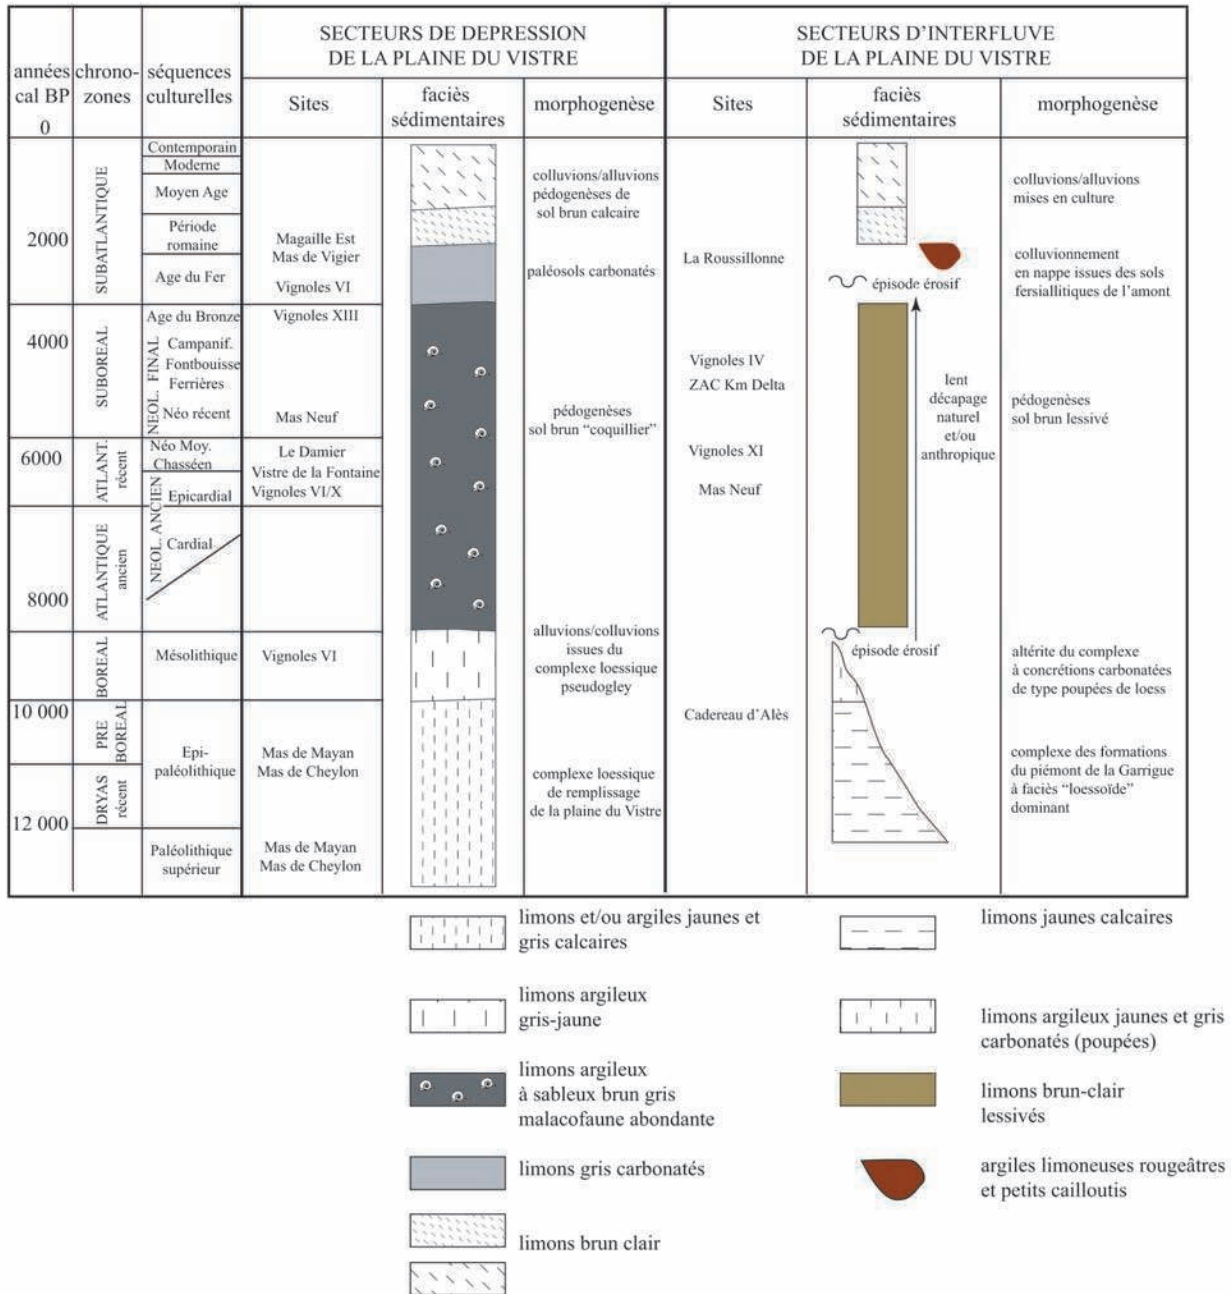 SECTEURS DE DEPRESSION
DE LA PLAINE DU VISTRE
SECTEURS D'INTERFLUVE
DE LA PLAINE DU VISTRE
années
cal BP
0
chrono-
zones
séquences
culturelles
Sites
faciès
sédimentaires
morphogenèse
Sites
faciès
sédimentaires
morphogenèse
2000
4000
6000
8000
10 000
12 000
SUBATLANTIQUE
SUBOREAL
ATLANT.
récent
ATLANTIQUE
ancien
BOREAL
PRE
BOREAL
DRYAS
récent
Contemporain
Moderne
Moyen Age
Période
romaine
Age du Fer
Age du Bronze
NEOL. FINAL
Campanif.
Fontbouisse
Ferrières
Néo récent
Néo Moy.
Chasséen
NEOL. ANCIEN
Epicardial
Cardial
Mésolithique
Epi-
paléolithique
Paléolithique
supérieur
Magaille Est
Mas de Vigier
Vignoles VI
Vignoles XIII
Mas Neuf
Le Damier
Vistre de la Fontaine
Vignoles VI/X
Vignoles VI
Mas de Mayan
Mas de Cheylon
Mas de Mayan
Mas de Cheylon
colluvions/alluvions
pédogenèses de
sol brun calcaire
paléosols carbonatés
pédogenèses
sol brun "coquillier"
alluvions/colluvions
issues du
complexe loessique
pseudogley
complexe loessique
de remplissage
de la plaine du Vistre
La Roussillonne
Vignoles IV
ZAC Km Delta
Vignoles XI
Mas Neuf
Cadereau d'Alès
épisode érosif
lent
décapage
naturel
et/ou
anthropique
épisode érosif
colluvions/alluvions
mises en culture
colluvionnement
en nappe issues des sols
fersiallitiques de l'amont
pédogenèses
sol brun lessivé
altérite du complexe
à concrétions carbonatées
de type poupées de loess
complexe des formations
du piémont de la Garrigue
à faciès "loessoïde"
dominant
limons et/ou argiles jaunes et
gris calcaires
limons argileux
gris-jaune
limons argileux
à sableux brun gris
malacofaune abondante
limons gris carbonatés
limons brun clair
limons jaunes calcaires
limons argileux jaunes et gris
carbonatés (poupées)
limons brun-clair
lessivés
argiles limoneuses rougeâtres
et petits cailloutis